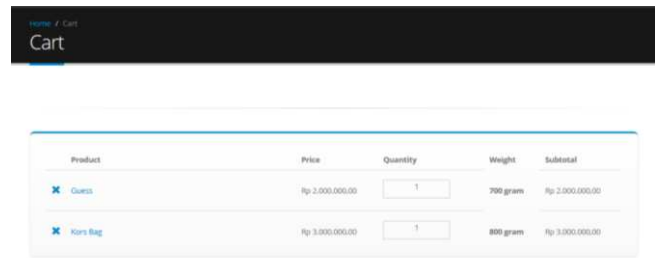 Home / Cart
Cart
Product Price Quantity Weight Subtotal
Guess Rp 2.000.000,00 1 700 gram Rp 2.000.000,00
Kors Bag Rp 3.000.000,00 1 800 gram Rp 3.000.000,00